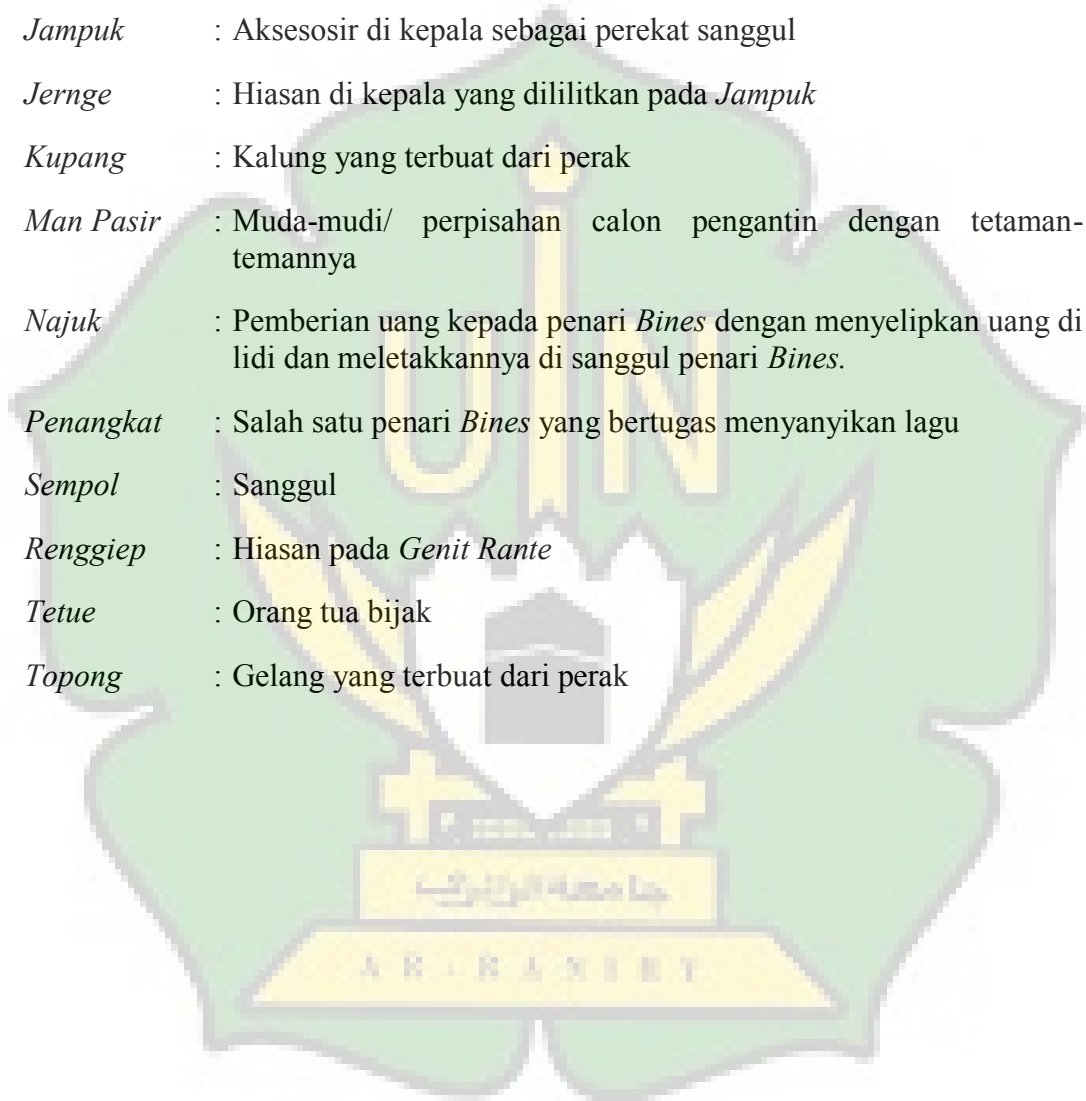 Jampuk : Aksesosir di kepala sebagai perekat sanggul
Jernge : Hiasan di kepala yang dililitkan pada Jampuk
Kupang : Kalung yang terbuat dari perak
Man Pasir : Muda-mudi/ perpisahan calon pengantin dengan tetaman-
temannya
Najuk : Pemberian uang kepada penari Bines dengan menyelipkan uang di
lidi dan meletakkannya di sanggul penari Bines.
Penangkat : Salah satu penari Bines yang bertugas menyanyikan lagu
Sempol : Sanggul
Renggiep : Hiasan pada Genit Rante
Tetue : Orang tua bijak
Topong : Gelang yang terbuat dari perak
UIN
جامعة الرانري
AR-RANIRY